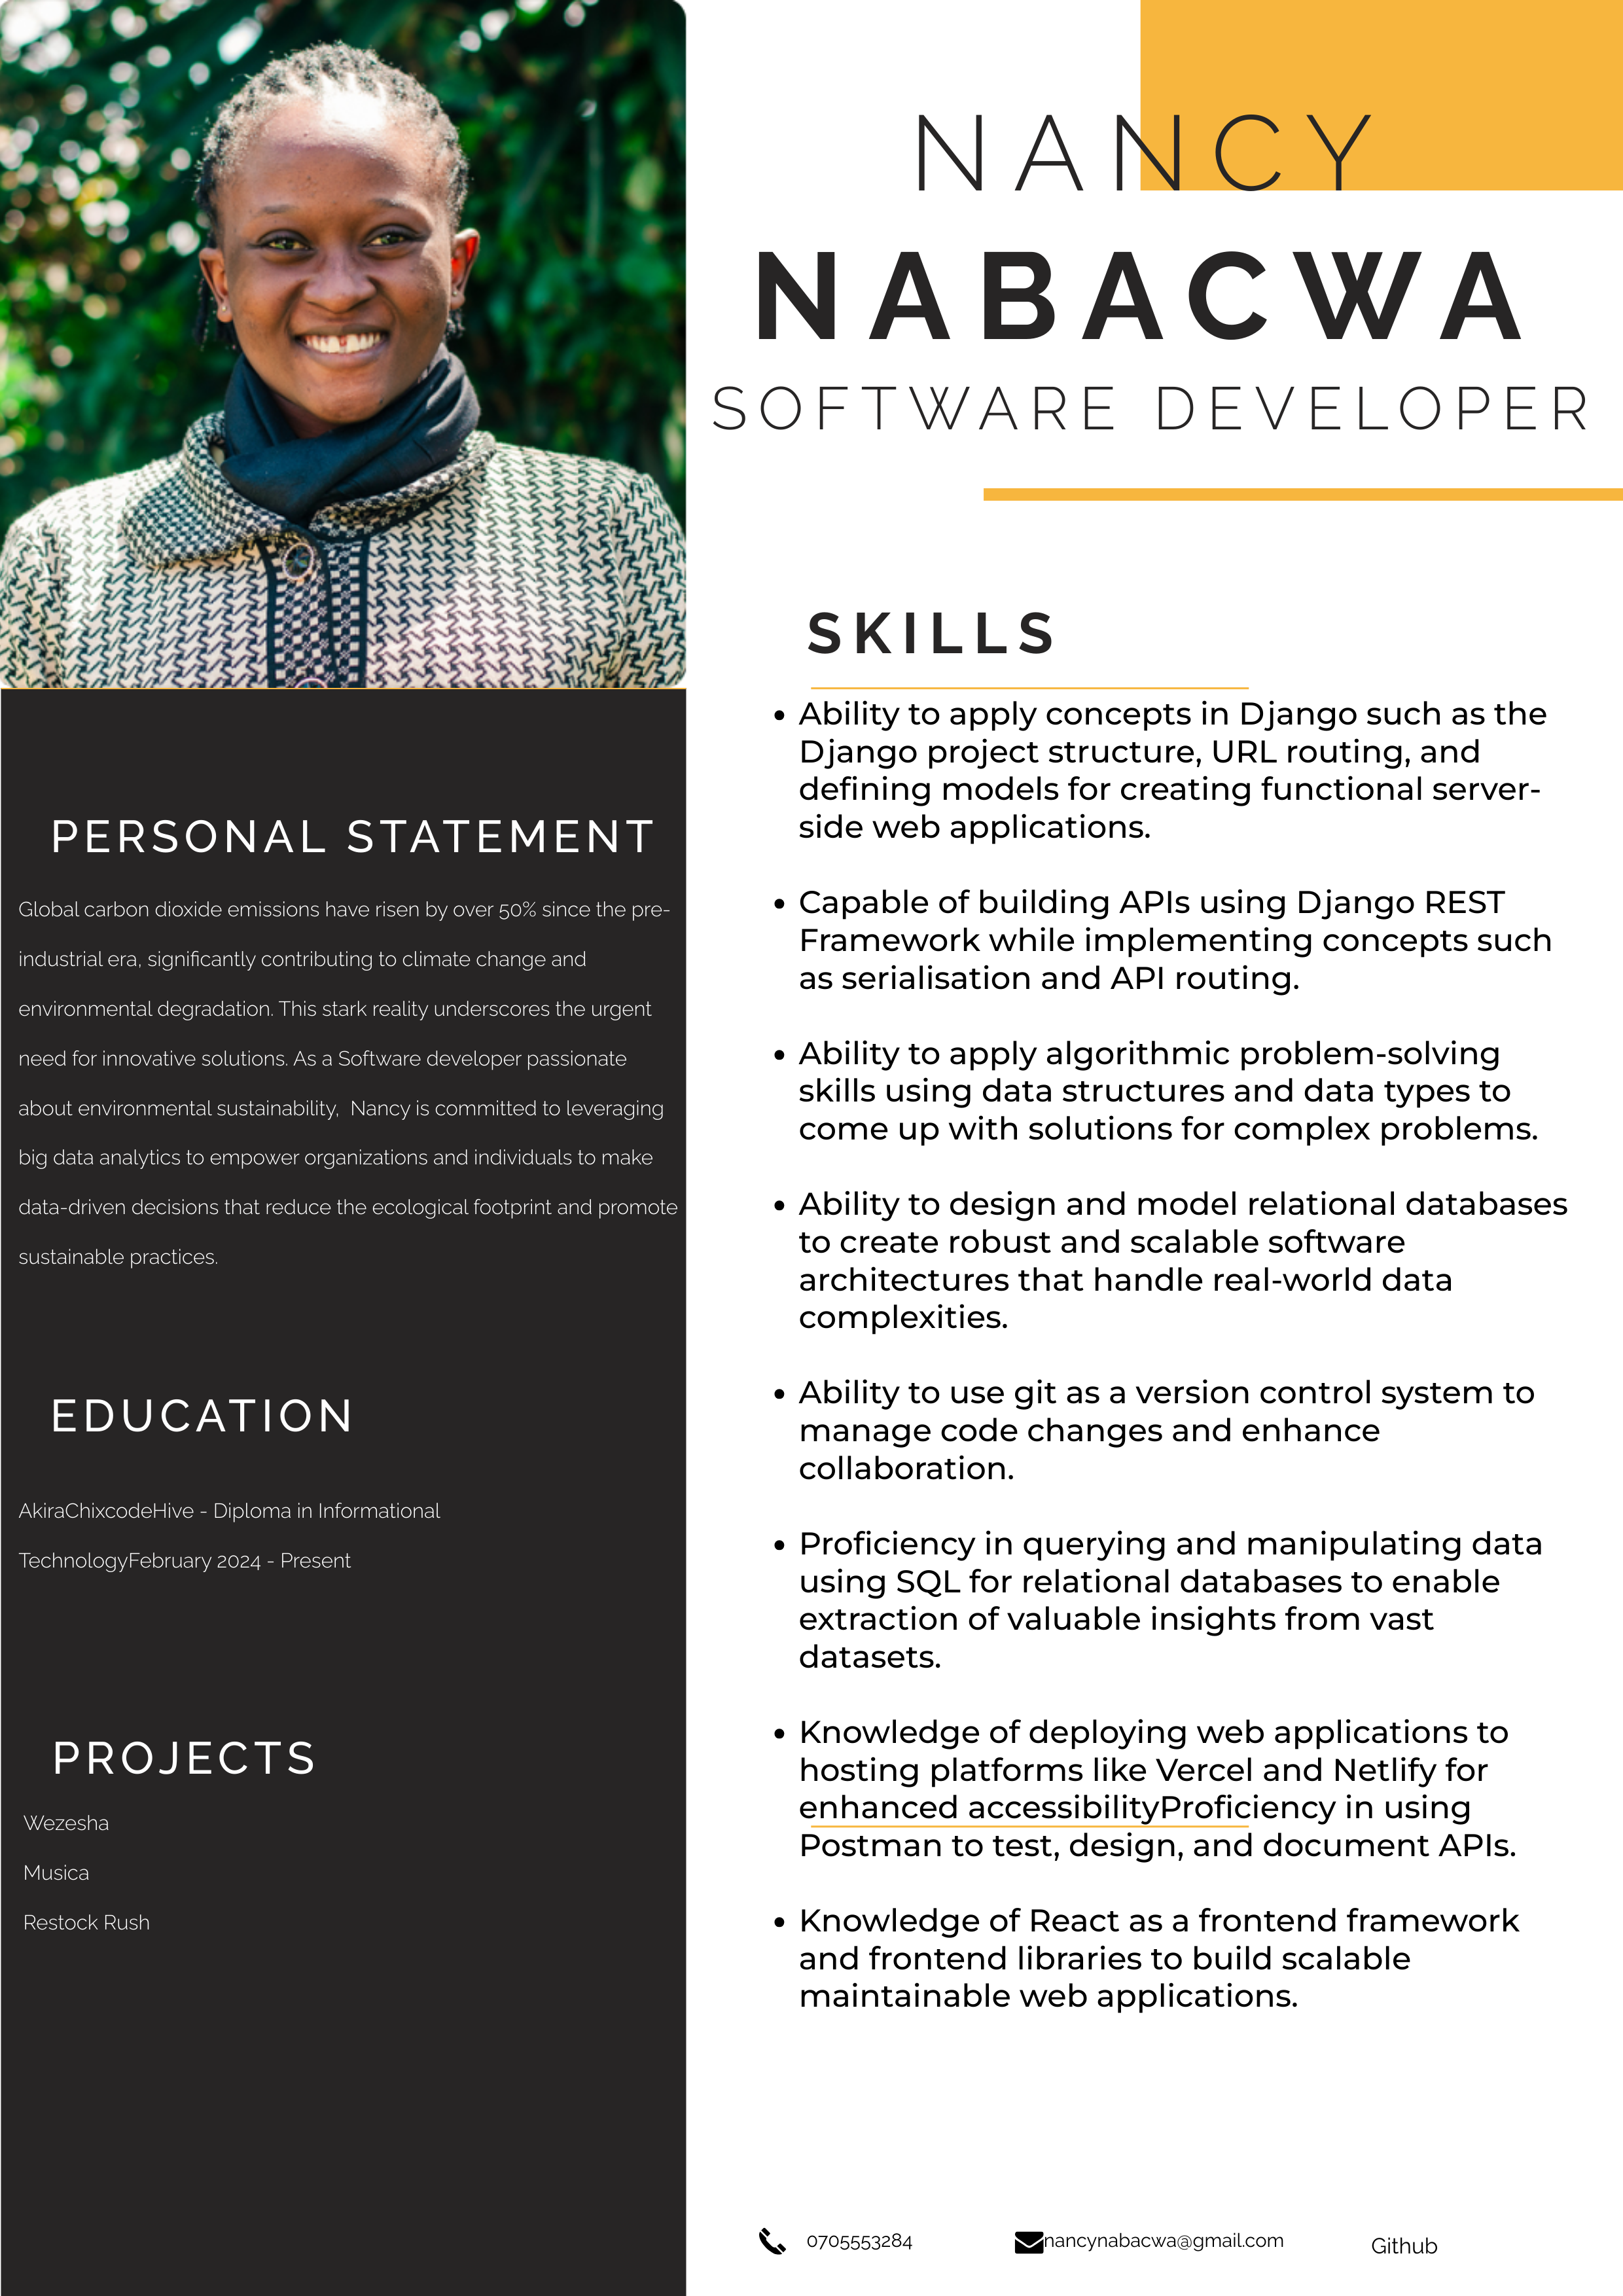 NANCY
NABACWA
SOFTWARE DEVELOPER
PERSONAL STATEMENT
Global carbon dioxide emissions have risen by over 50% since the pre-
industrial era, significantly contributing to climate change and
environmental degradation. This stark reality underscores the urgent
need for innovative solutions. As a Software developer passionate
about environmental sustainability,  Nancy is committed to leveraging
big data analytics to empower organizations and individuals to make
data-driven decisions that reduce the ecological footprint and promote
sustainable practices.
EDUCATION
AkiraChixcodeHive - Diploma in Informational
TechnologyFebruary 2024 - Present
PROJECTS
Wezesha
Musica
Restock Rush
SKILLS
• Ability to apply concepts in Django such as the
Django project structure, URL routing, and
defining models for creating functional server-
side web applications.
• Capable of building APIs using Django REST
Framework while implementing concepts such
as serialisation and API routing.
• Ability to apply algorithmic problem-solving
skills using data structures and data types to
come up with solutions for complex problems.
• Ability to design and model relational databases
to create robust and scalable software
architectures that handle real-world data
complexities.
• Ability to use git as a version control system to
manage code changes and enhance
collaboration.
• Proficiency in querying and manipulating data
using SQL for relational databases to enable
extraction of valuable insights from vast
datasets.
• Knowledge of deploying web applications to
hosting platforms like Vercel and Netlify for
enhanced accessibilityProficiency in using
Postman to test, design, and document APIs.
• Knowledge of React as a frontend framework
and frontend libraries to build scalable
maintainable web applications.
0705553284
nancynabacwa@gmail.com
Github